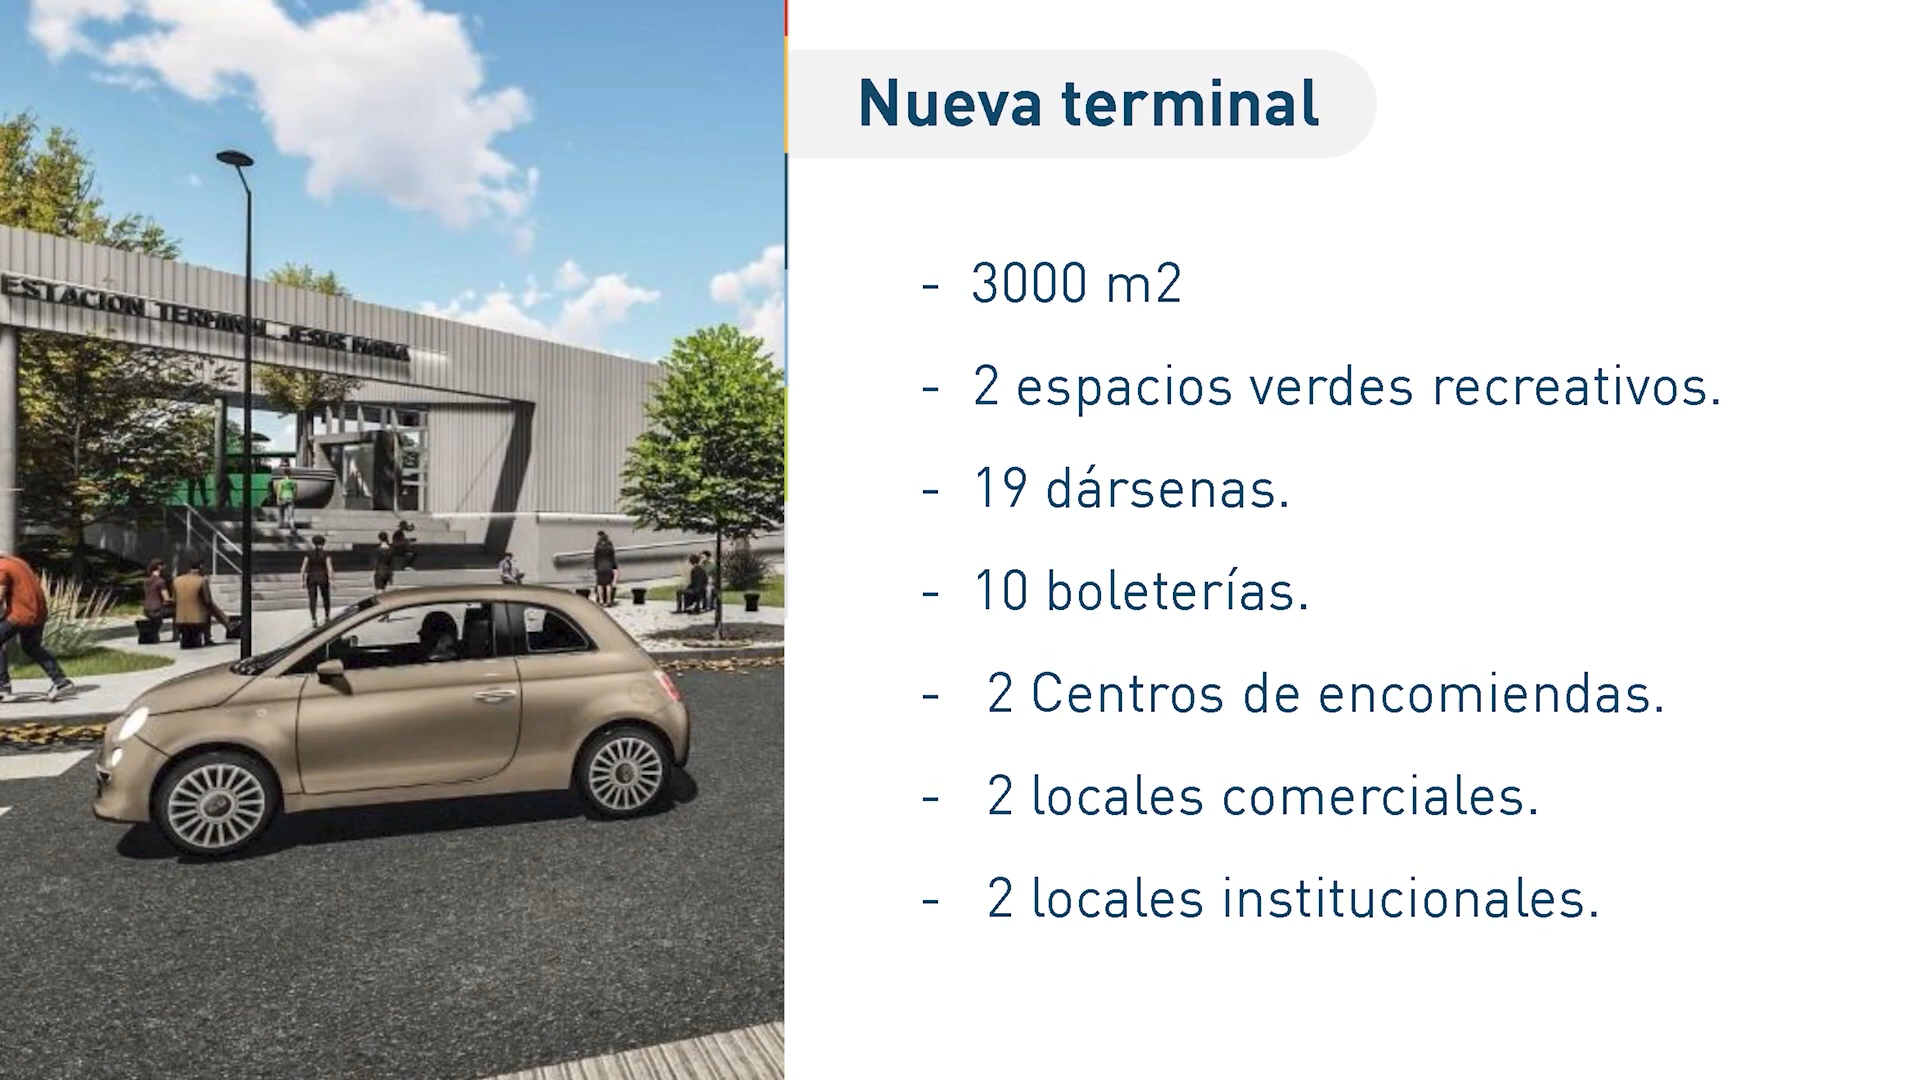 ESTACION TERMINAL JESUS MARIA
Nueva terminal
- 3000 m2
- 2 espacios verdes recreativos.
- 19 dársenas.
- 10 boleterías.
- 2 Centros de encomiendas.
- 2 locales comerciales.
- 2 locales institucionales.